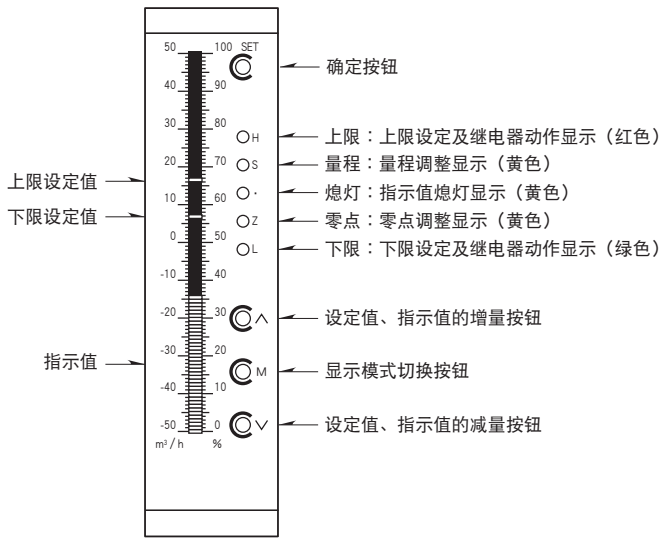 50 100 SET
确定按钮
40 90
30 80
H 上限：上限设定及继电器动作显示（红色）
20 70 S 量程：量程调整显示（黄色）
上限设定值
10 60 · 熄灯：指示值熄灯显示（黄色）
下限设定值 Z 零点：零点调整显示（黄色）
0 50 L 下限：下限设定及继电器动作显示（绿色）
-10 40
-20 30 设定值、指示值的增量按钮
-30 20
指示值 M 显示模式切换按钮
-40 10
-50 0 设定值、指示值的减量按钮
m³/h %